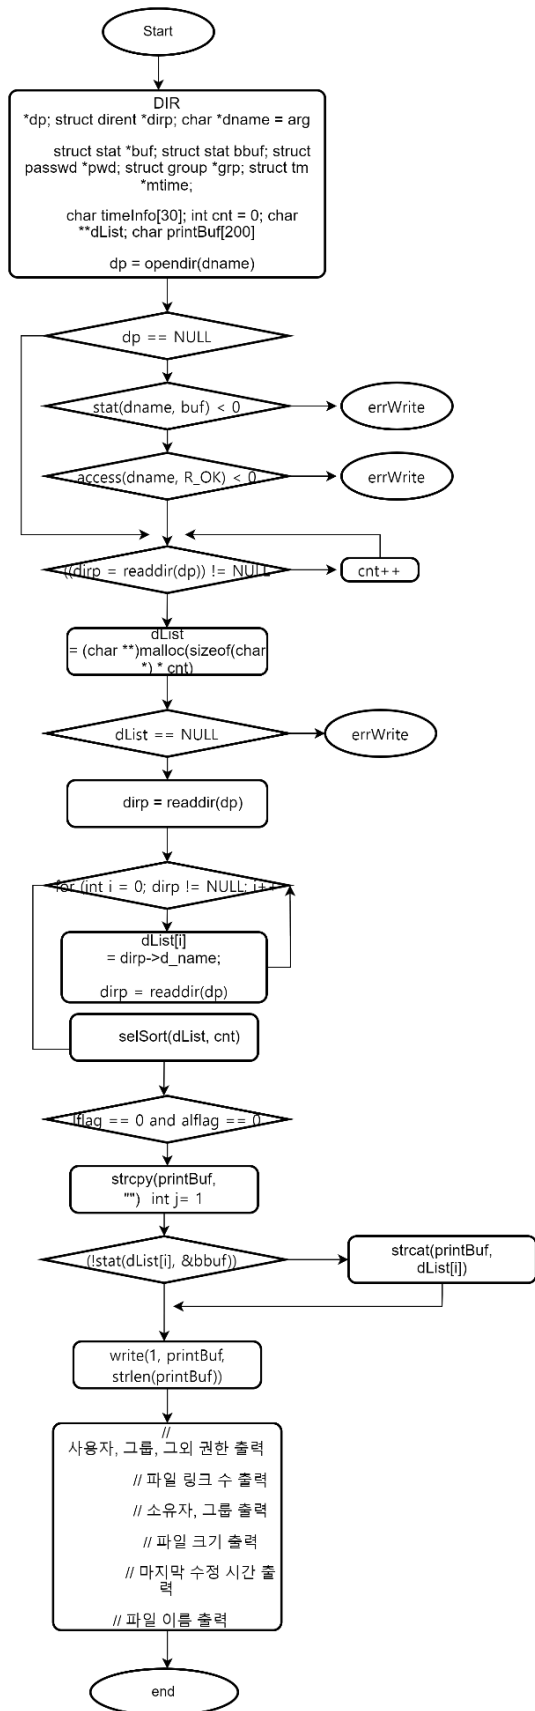 Start
DIR
*dp; struct dirent *dirp; char *dname = arg
struct stat *buf; struct stat bbuf; struct
passwd *pwd; struct group *grp; struct tm
*mtime;
char timeInfo[30]; int cnt = 0; char
**dList; char printBuf[200]
dp = opendir(dname)
dp == NULL
stat(dname, buf) < 0
errWrite
access(dname, R_OK) < 0
errWrite
((dirp = readdir(dp)) != NULL
cnt++
dList
= (char **)malloc(sizeof(char
*) * cnt)
dList == NULL
errWrite
dirp = readdir(dp)
for (int i = 0; dirp != NULL; i++
dList[i]
= dirp->d_name;
dirp = readdir(dp)
selSort(dList, cnt)
lflag == 0 and alflag == 0
strcpy(printBuf,
"") int j= 1
(!stat(dList[i], &bbuf))
strcat(printBuf,
dList[i])
write(1, printBuf,
strlen(printBuf))
//
사용자, 그룹, 그외 권한 출력
// 파일 링크 수 출력
// 소유자, 그룹 출력
// 파일 크기 출력
// 마지막 수정 시간 출
력
// 파일 이름 출력
end